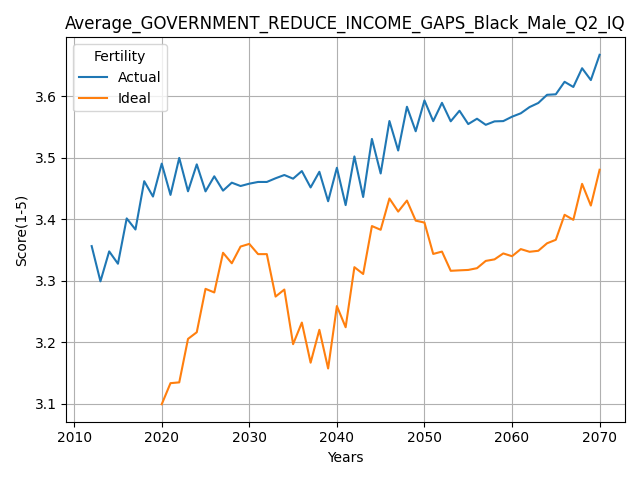 Average_GOVERNMENT_REDUCE_INCOME_GAPS_Black_Male_Q2_IQ
Fertility
Actual
Ideal
Score(1-5)
3.6
3.5
3.4
3.3
3.2
3.1
2010 2020 2030 2040 2050 2060 2070
Years